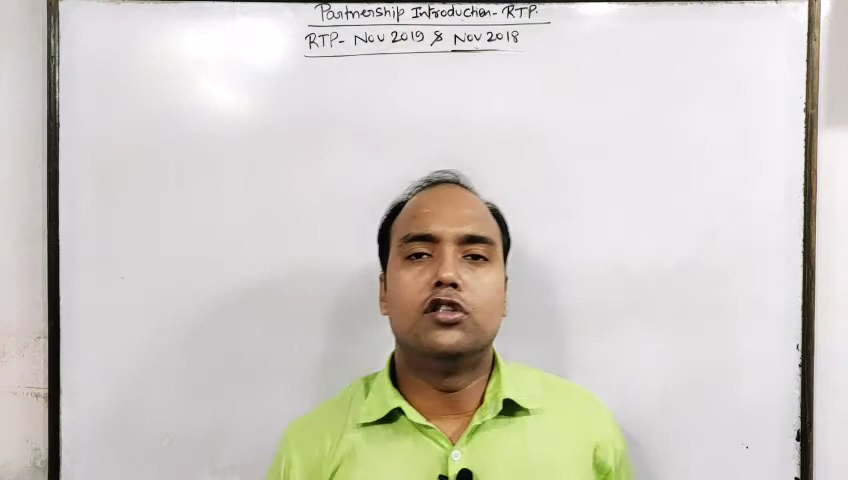 Partnership Introduction- RTP.
RTP- Nov 2019 & Nov 2018